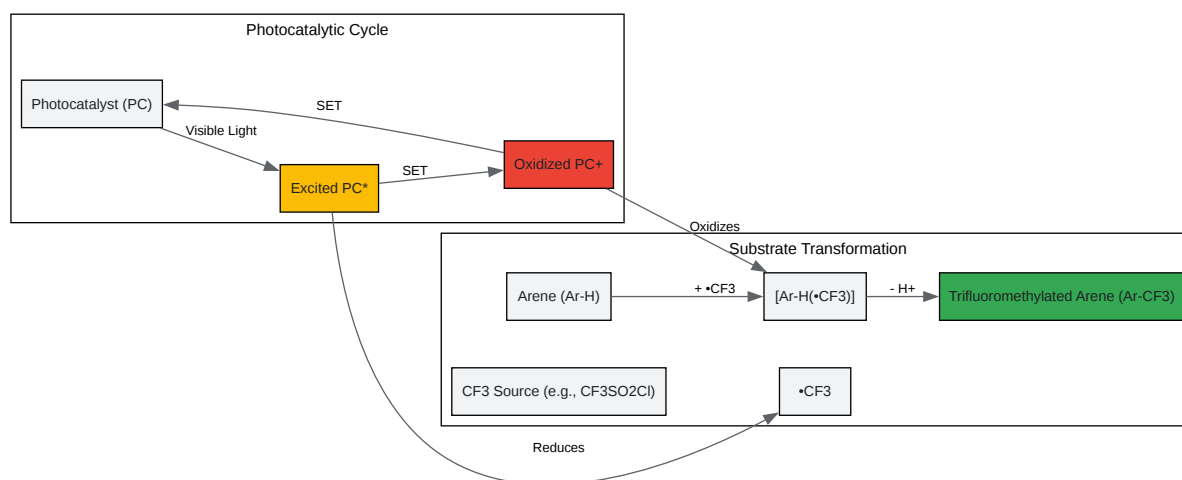 Photocatalytic Cycle
Photocatalyst (PC)
SET
Visible Light
Excited PC*
SET
Oxidized PC+
Oxidizes
Substrate Transformation
Arene (Ar-H)
+ •CF3
[Ar-H(•CF3)]
- H+
Trifluoromethylated Arene (Ar-CF3)
CF3 Source (e.g., CF3SO2Cl)
•CF3
Reduces